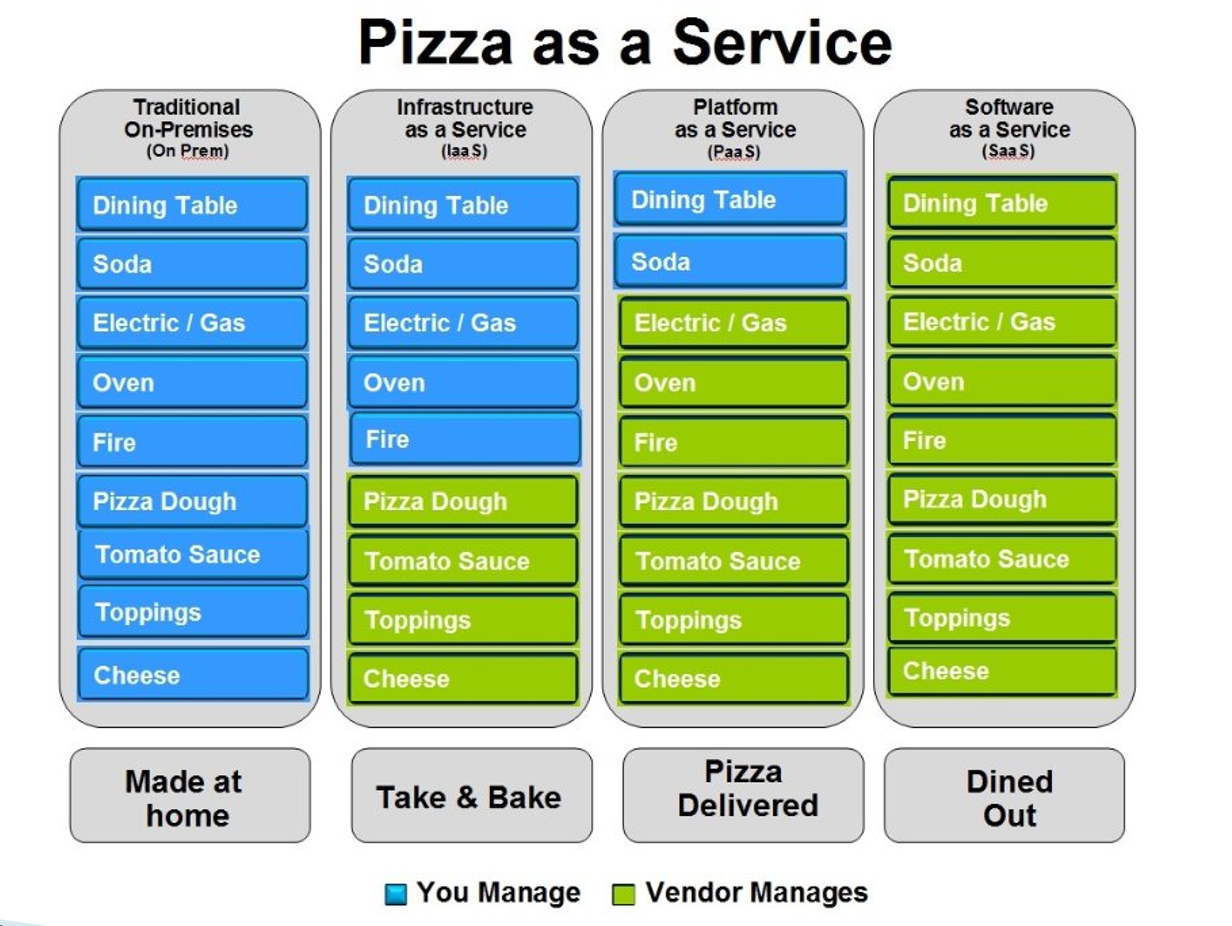 Pizza as a Service
Traditional
On-Premises
(On Prem)
Dining Table
Soda
Electric / Gas
Oven
Fire
Pizza Dough
Tomato Sauce
Toppings
Cheese
Made at
home
Infrastructure
as a Service
(IaaS)
Dining Table
Soda
Electric / Gas
Oven
Fire
Pizza Dough
Tomato Sauce
Toppings
Cheese
Take & Bake
Platform
as a Service
(PaaS)
Dining Table
Soda
Electric / Gas
Oven
Fire
Pizza Dough
Tomato Sauce
Toppings
Cheese
Pizza
Delivered
Software
as a Service
(SaaS)
Dining Table
Soda
Electric / Gas
Oven
Fire
Pizza Dough
Tomato Sauce
Toppings
Cheese
Dined
Out
You Manage
Vendor Manages